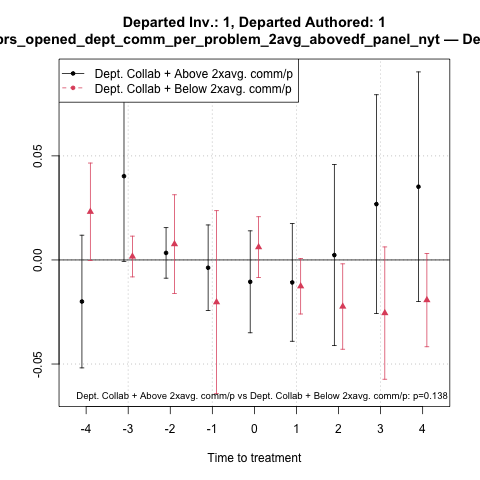 Departed Inv.: 1, Departed Authored: 1
prs_opened_dept_comm_per_problem_2avg_abovedf_panel_nyt — De
Dept. Collab + Above 2xavg. comm/p
Dept. Collab + Below 2xavg. comm/p
0.05
0.00
-0.05
Dept. Collab + Above 2xavg. comm/p vs Dept. Collab + Below 2xavg. comm/p: p=0.138
-4 -3 -2 -1 0 1 2 3 4
Time to treatment